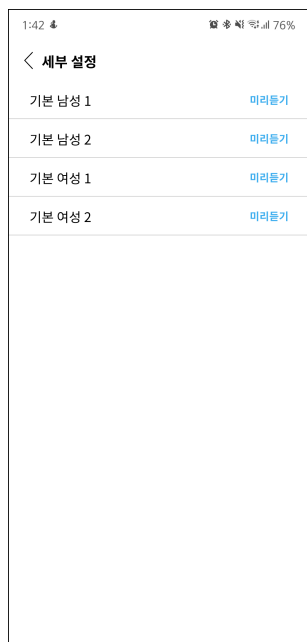 1:42 76%
세부 설정
기본 남성 1 미리듣기
기본 남성 2 미리듣기
기본 여성 1 미리듣기
기본 여성 2 미리듣기